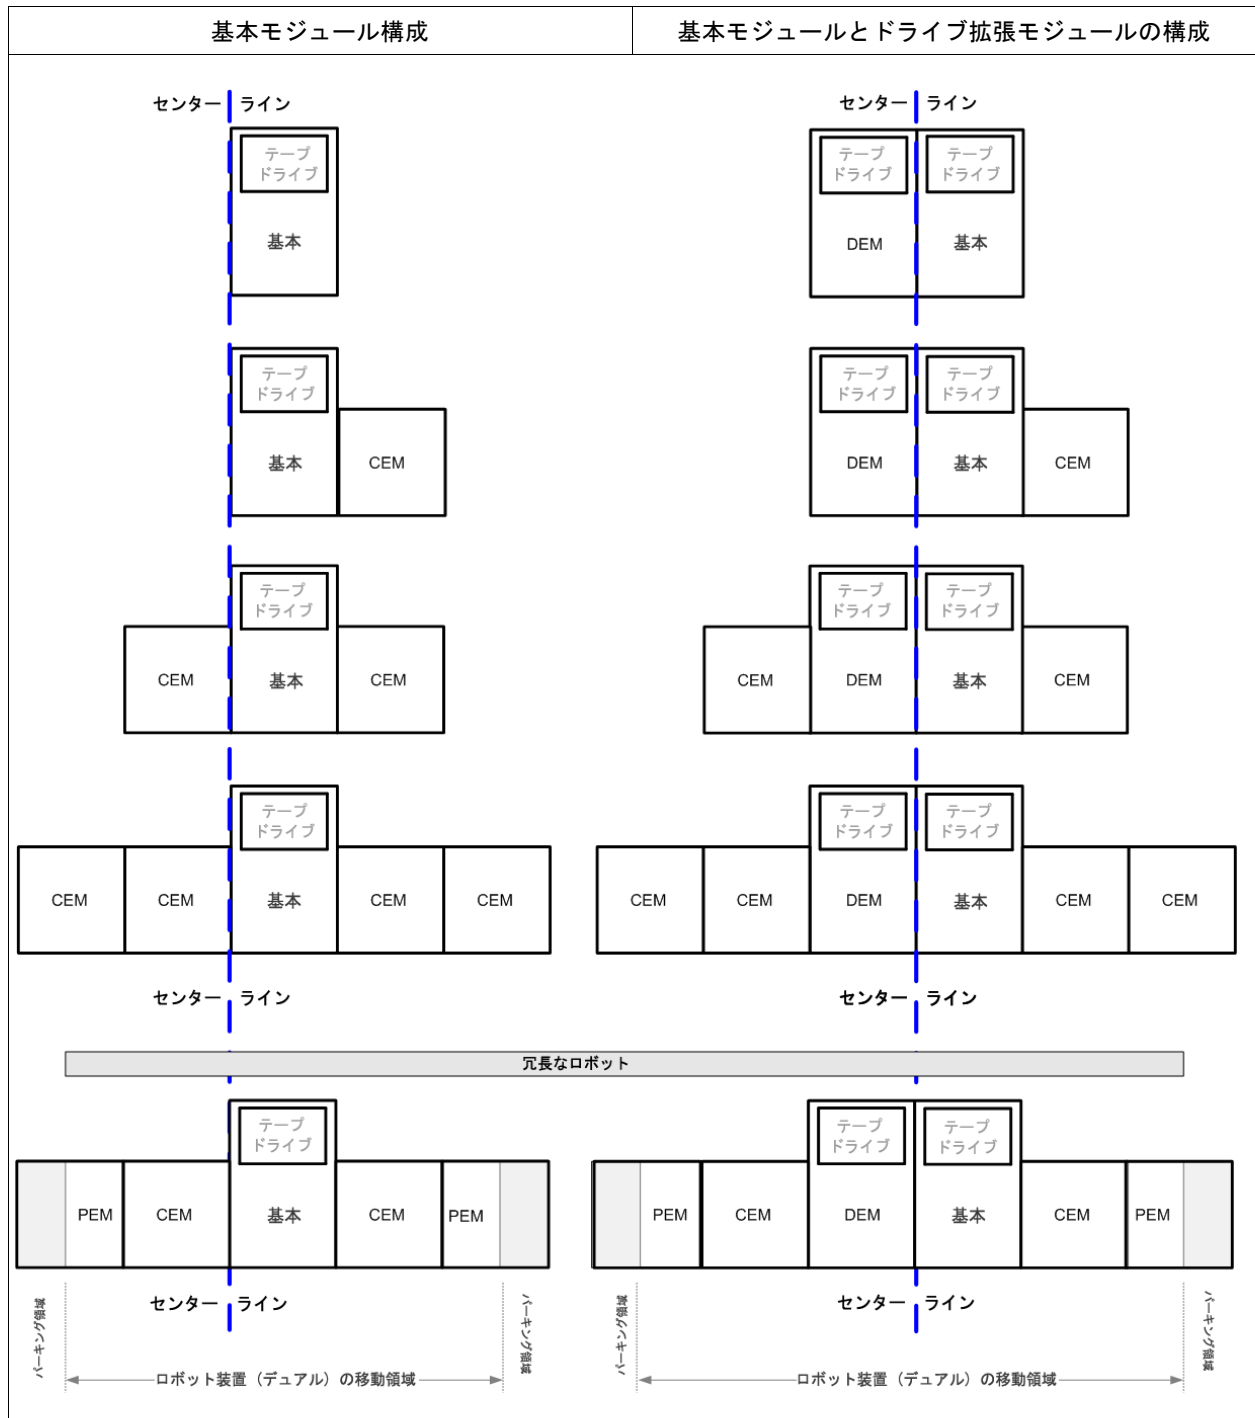 基本モジュール構成
基本モジュールとドライブ拡張モジュールの構成
センター ライン
センター ライン
テープ
ドライブ
基本
テープ
ドライブ
テープ
ドライブ
DEM
基本
テープ
ドライブ
基本
CEM
テープ
ドライブ
テープ
ドライブ
DEM
基本
CEM
テープ
ドライブ
CEM
基本
CEM
テープ
ドライブ
テープ
ドライブ
CEM
DEM
基本
CEM
テープ
ドライブ
CEM
CEM
基本
CEM
CEM
テープ
ドライブ
テープ
ドライブ
CEM
CEM
DEM
基本
CEM
CEM
センター ライン
センター ライン
冗長なロボット
テープ
ドライブ
PEM
CEM
基本
CEM
PEM
テープ
ドライブ
テープ
ドライブ
PEM
CEM
DEM
基本
CEM
PEM
センター ライン
センター ライン
パーキング領域
パーキング領域
パーキング領域
パーキング領域
ロボット装置（デュアル）の移動領域
ロボット装置（デュアル）の移動領域